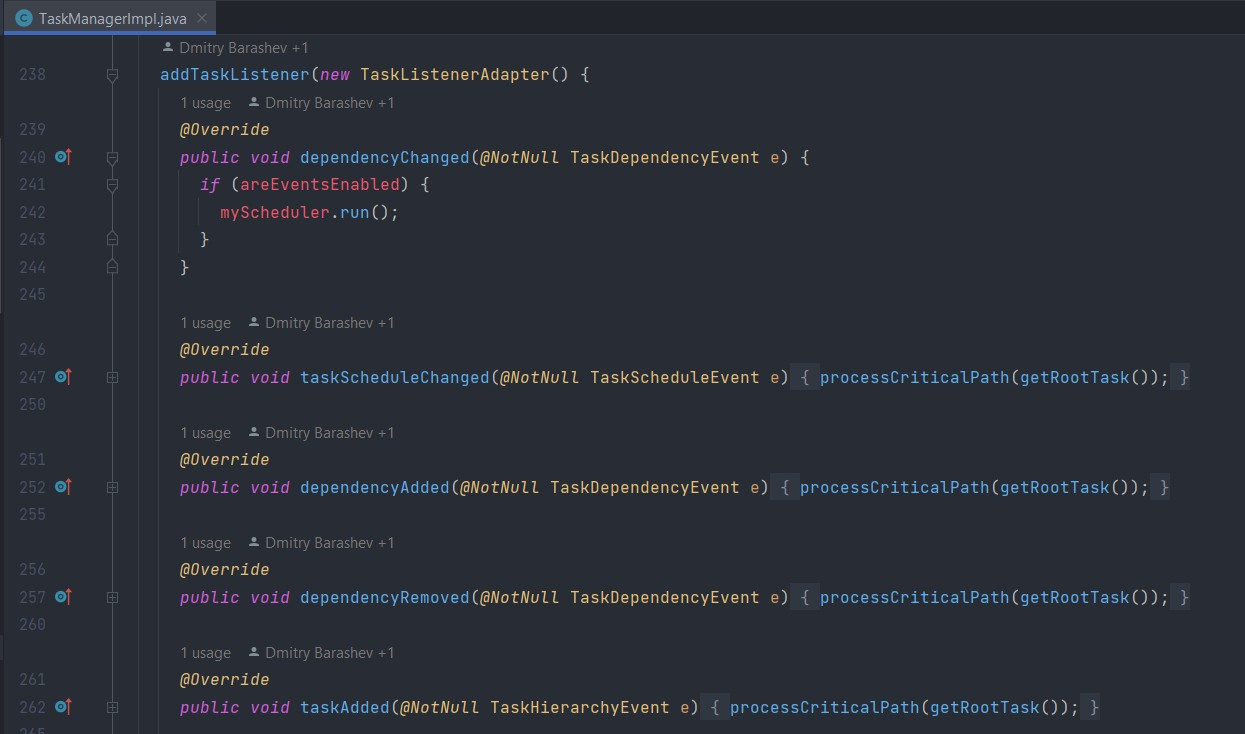 TaskManagerImpl.java
Dmitry Barashev +1
238 addTaskListener(new TaskListenerAdapter() {
1 usage Dmitry Barashev +1
239 @Override
240 public void dependencyChanged(@NotNull TaskDependencyEvent e) {
241 if (areEventsEnabled) {
242 myScheduler.run();
243 }
244 }
245
1 usage Dmitry Barashev +1
246 @Override
247 public void taskScheduleChanged(@NotNull TaskScheduleEvent e) { processCriticalPath(getRootTask()); }
250
1 usage Dmitry Barashev +1
251 @Override
252 public void dependencyAdded(@NotNull TaskDependencyEvent e) { processCriticalPath(getRootTask()); }
255
1 usage Dmitry Barashev +1
256 @Override
257 public void dependencyRemoved(@NotNull TaskDependencyEvent e) { processCriticalPath(getRootTask()); }
260
1 usage Dmitry Barashev +1
261 @Override
262 public void taskAdded(@NotNull TaskHierarchyEvent e) { processCriticalPath(getRootTask()); }
265